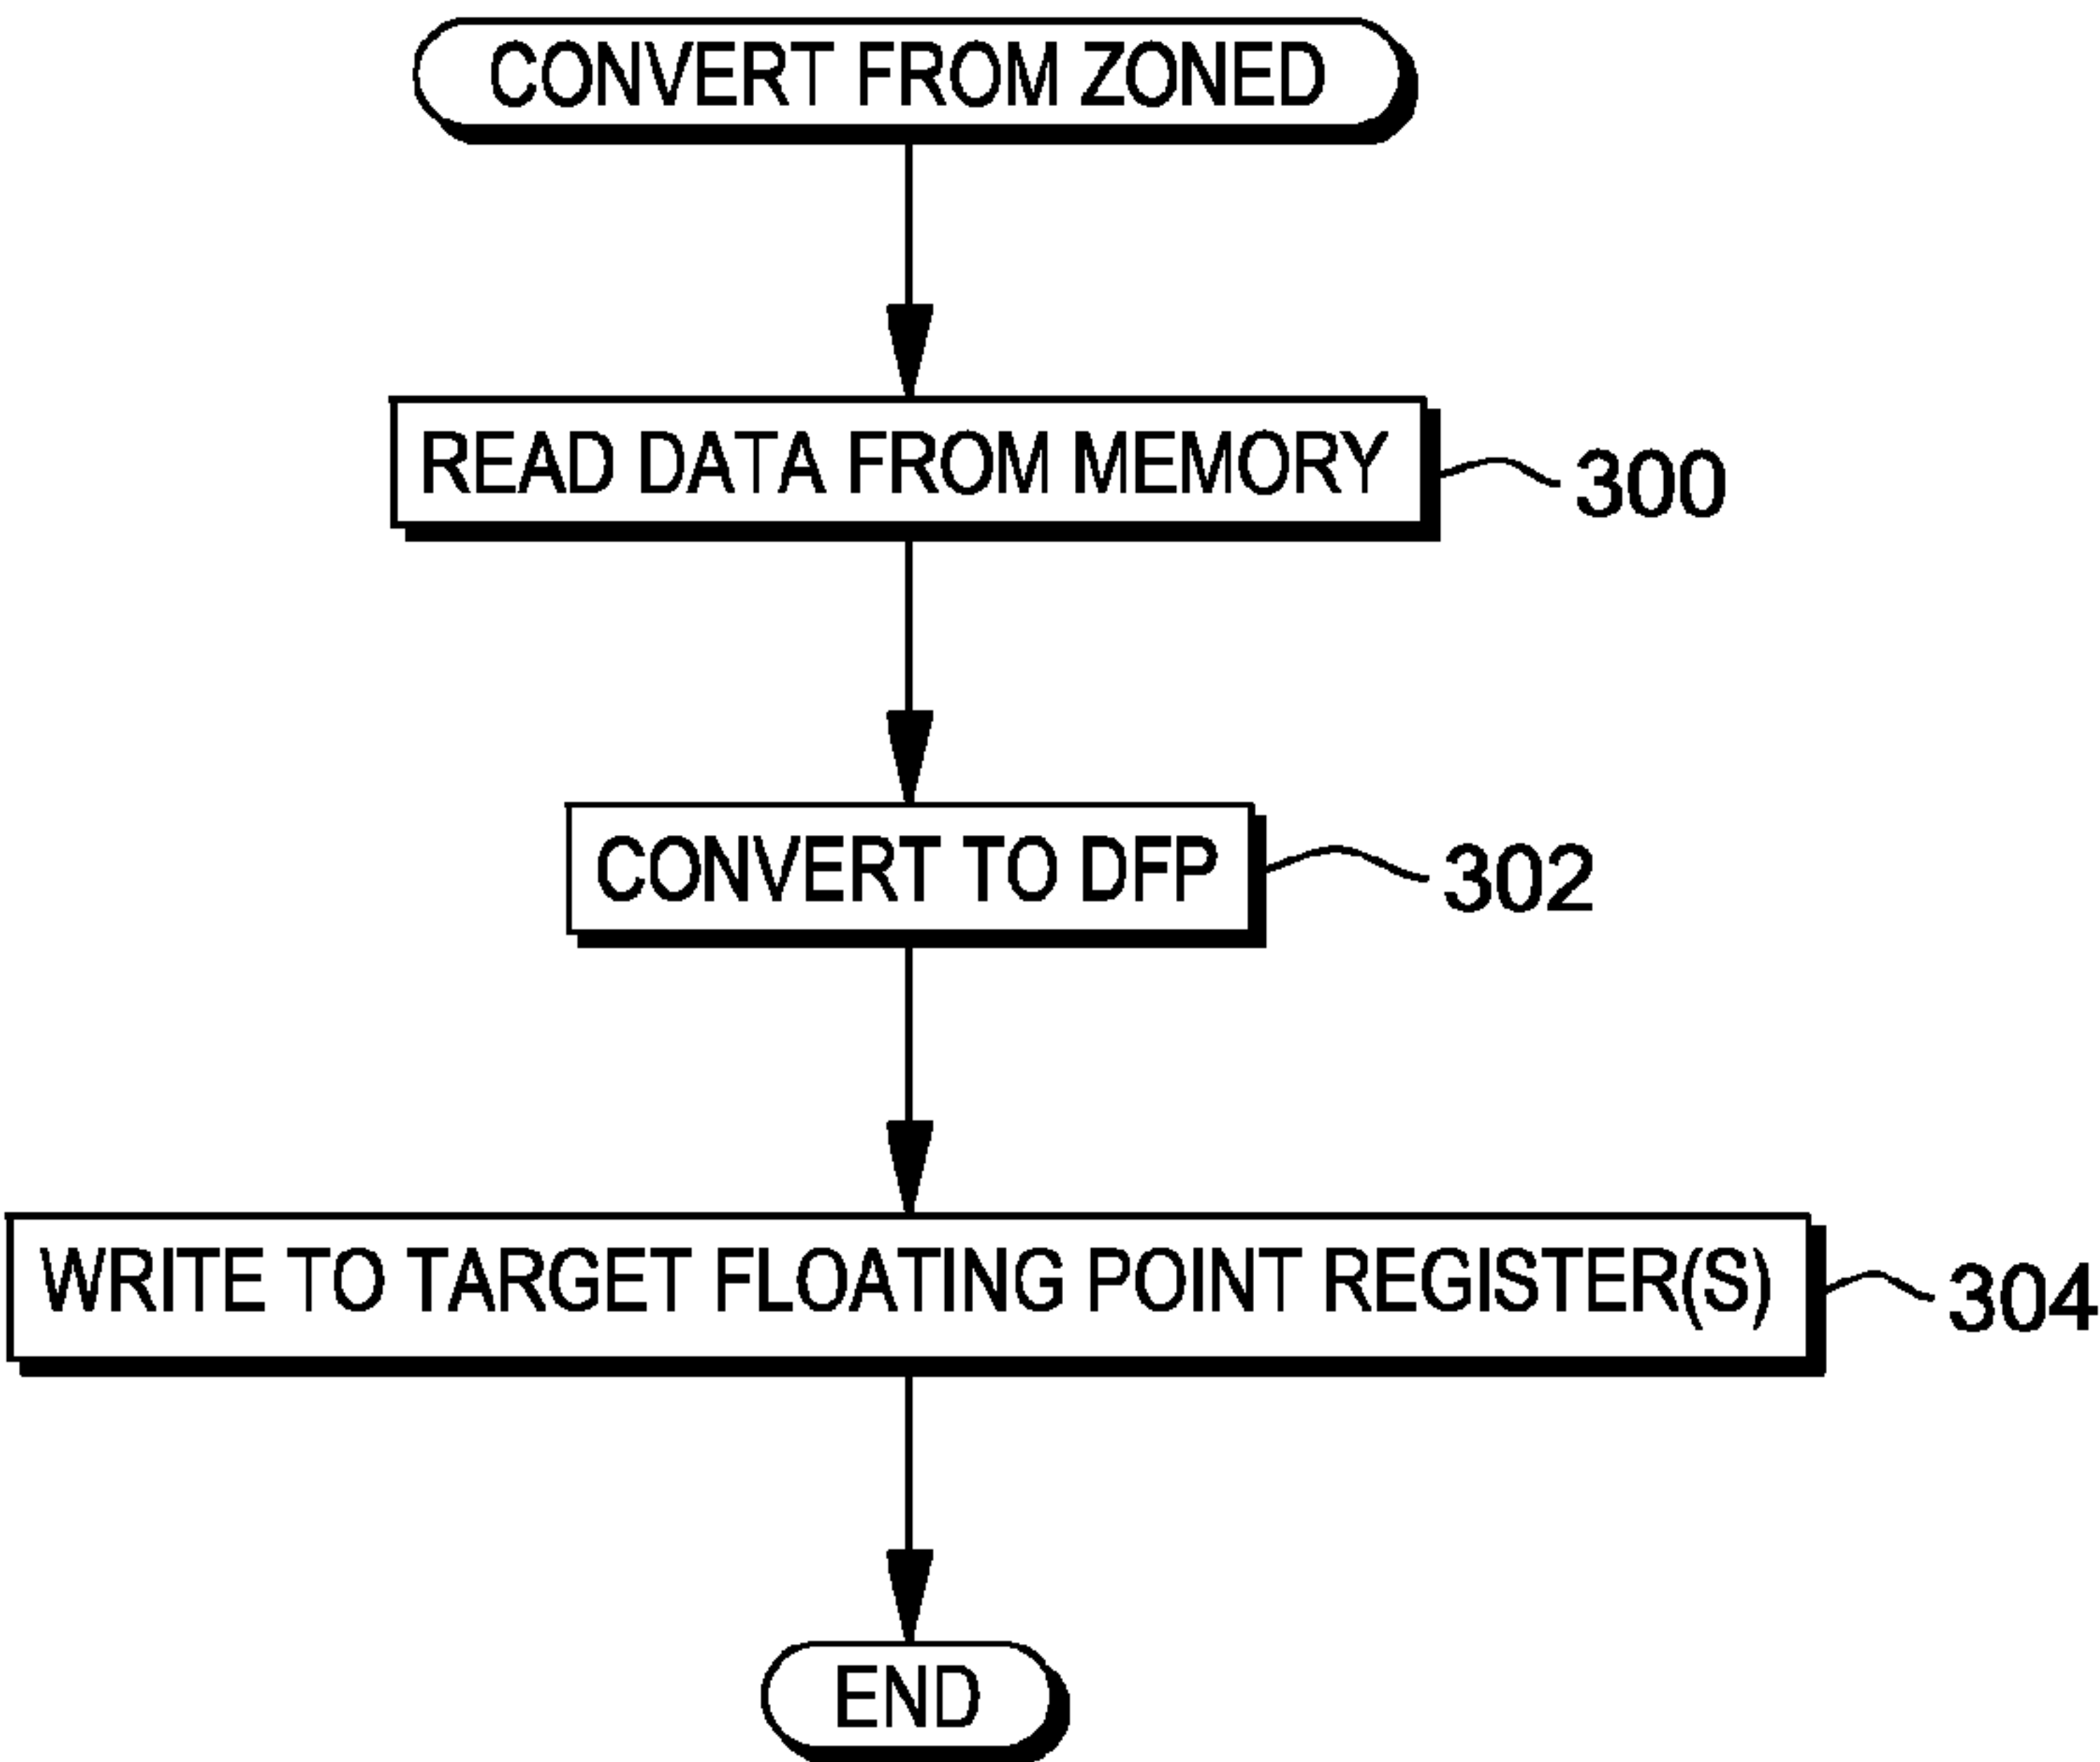 CONVERT FROM ZONED
READ DATA FROM MEMORY
300
CONVERT TO DFP
302
WRITE TO TARGET FLOATING POINT REGISTER(S)
304
END